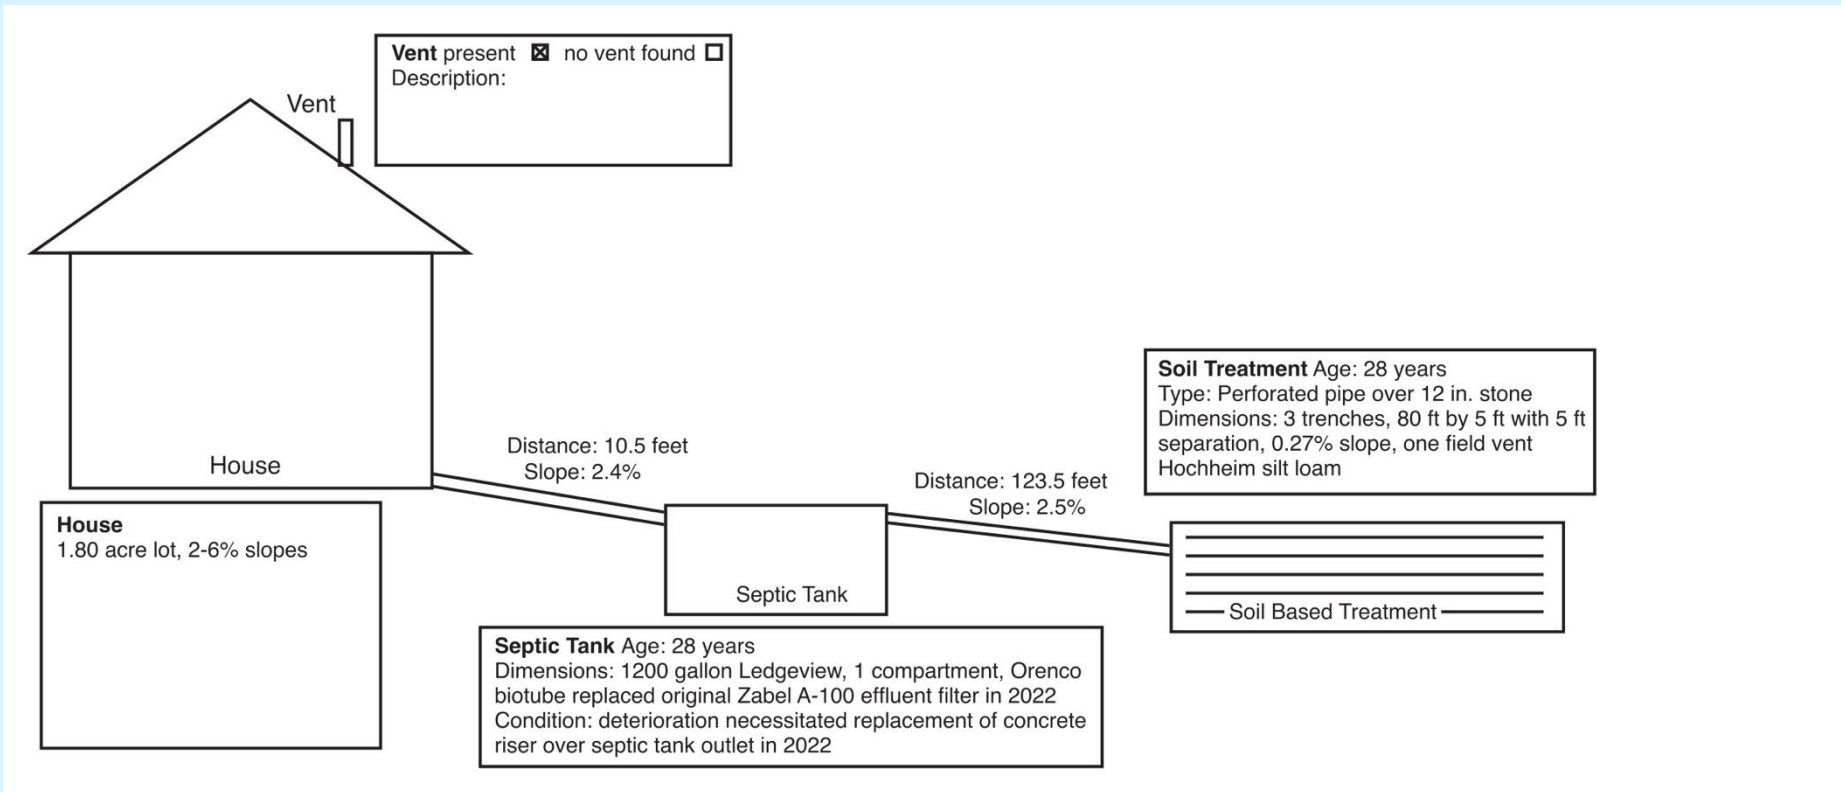 Vent present ☒ no vent found ☐
Description:
Vent
House
House
1.80 acre lot, 2-6% slopes
Distance: 10.5 feet
Slope: 2.4%
Septic Tank
Septic Tank Age: 28 years
Dimensions: 1200 gallon Ledgeview, 1 compartment, Orenco
biotube replaced original Zabel A-100 effluent filter in 2022
Condition: deterioration necessitated replacement of concrete
riser over septic tank outlet in 2022
Distance: 123.5 feet
Slope: 2.5%
Soil Treatment Age: 28 years
Type: Perforated pipe over 12 in. stone
Dimensions: 3 trenches, 80 ft by 5 ft with 5 ft
separation, 0.27% slope, one field vent
Hochheim silt loam
Soil Based Treatment